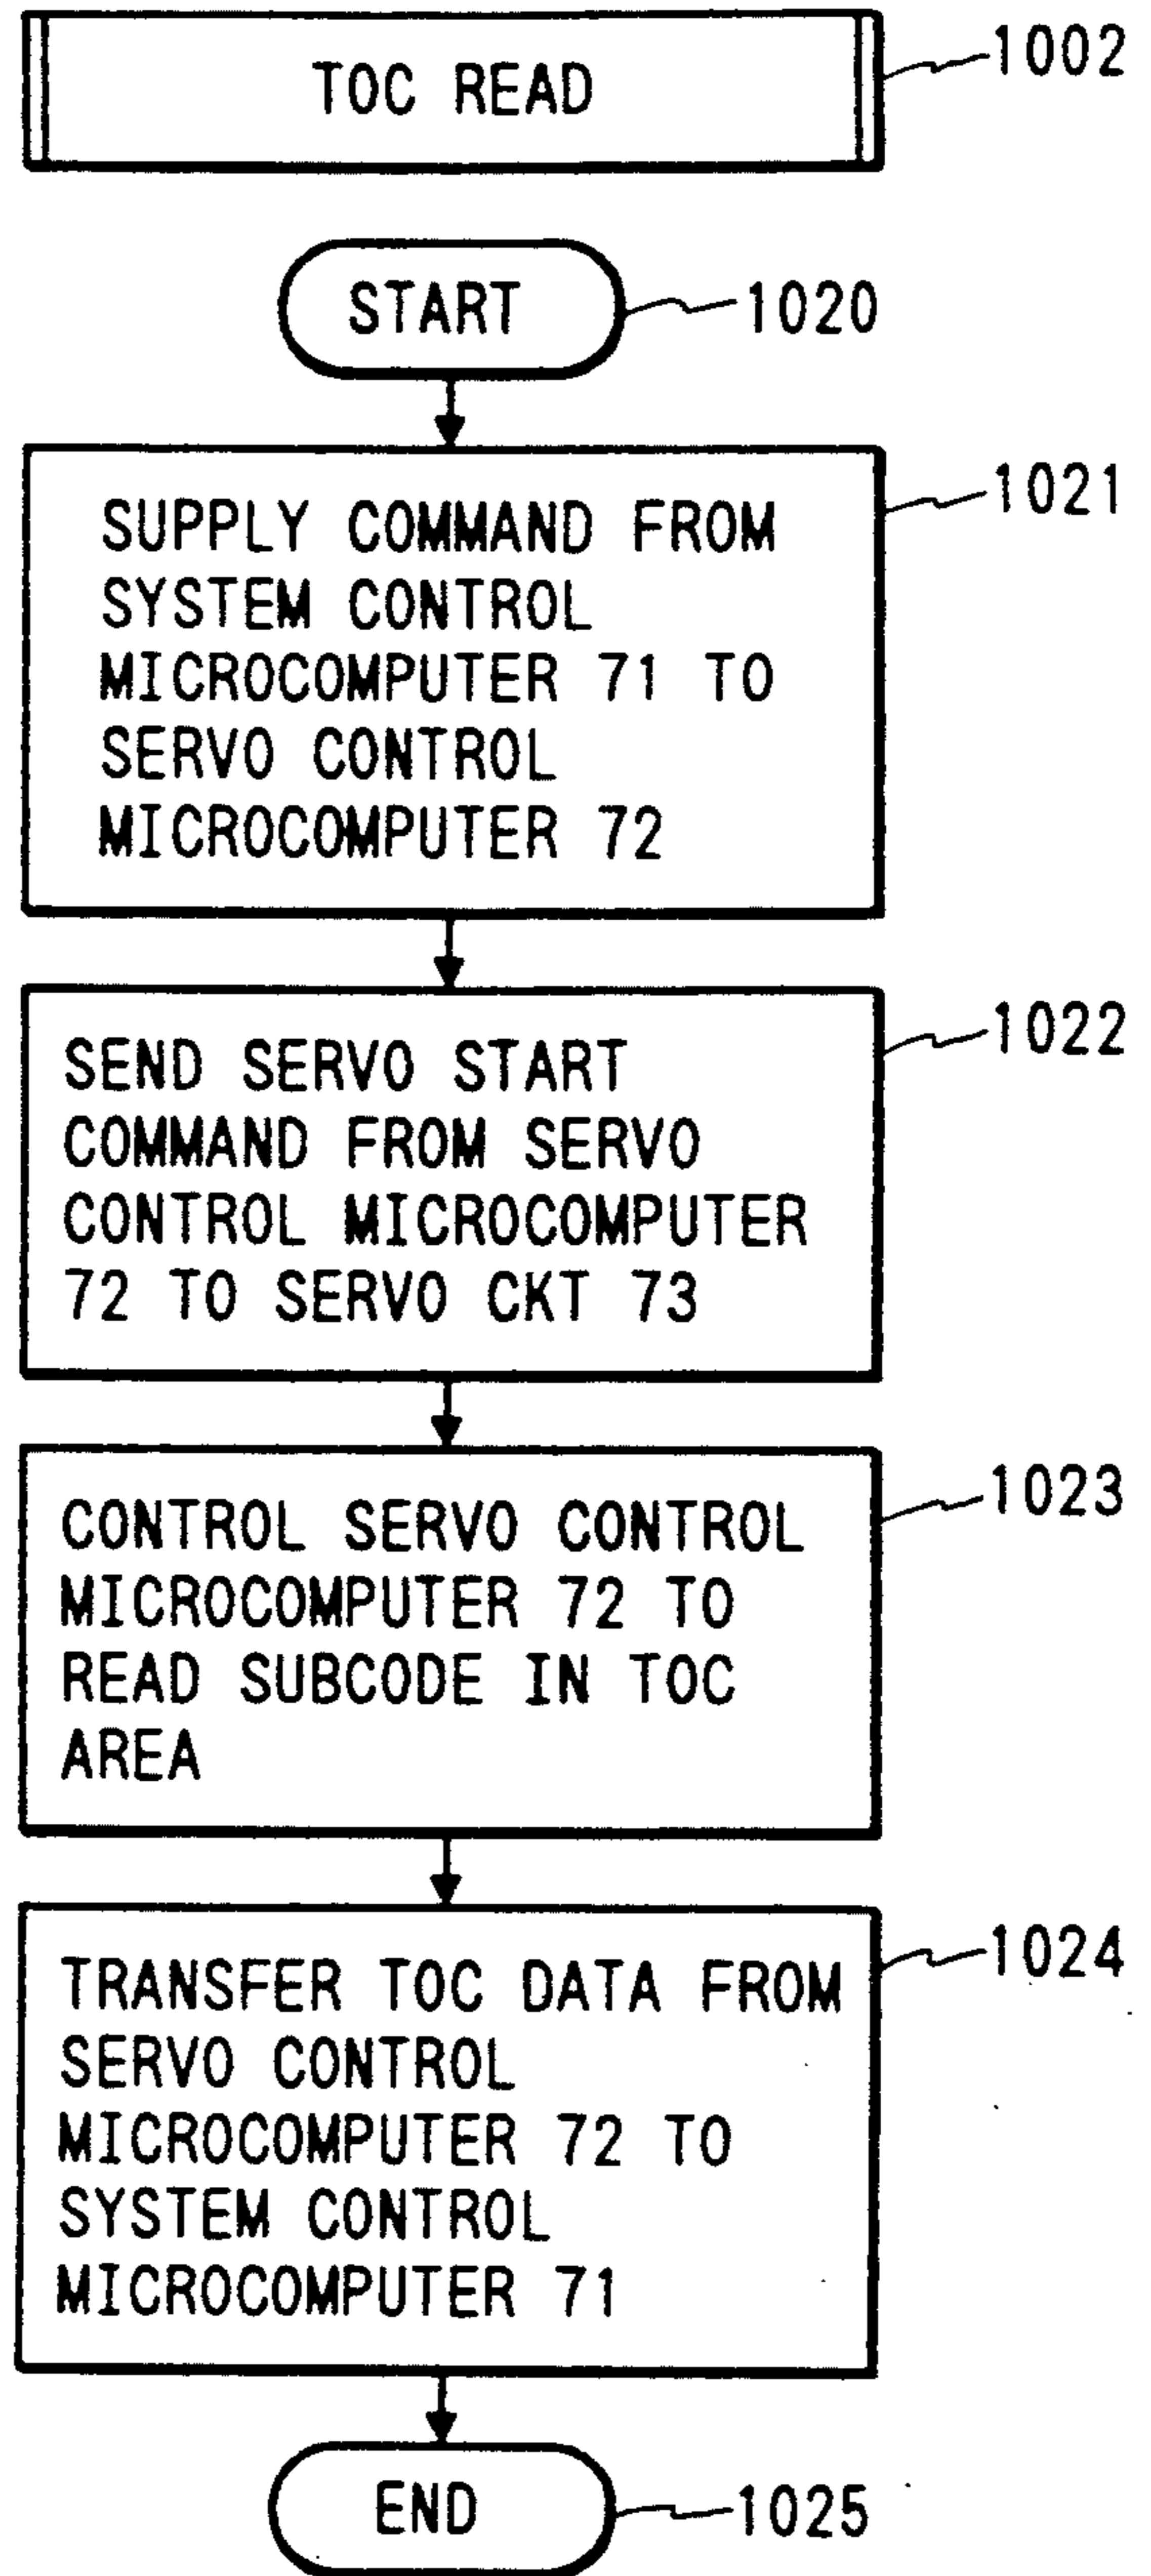 TOC READ
1002
START
1020
SUPPLY COMMAND FROM
SYSTEM CONTROL
MICROCOMPUTER 71 TO
SERVO CONTROL
MICROCOMPUTER 72
1021
SEND SERVO START
COMMAND FROM SERVO
CONTROL MICROCOMPUTER
72 TO SERVO CKT 73
1022
CONTROL SERVO CONTROL
MICROCOMPUTER 72 TO
READ SUBCODE IN TOC
AREA
1023
TRANSFER TOC DATA FROM
SERVO CONTROL
MICROCOMPUTER 72 TO
SYSTEM CONTROL
MICROCOMPUTER 71
1024
END
1025